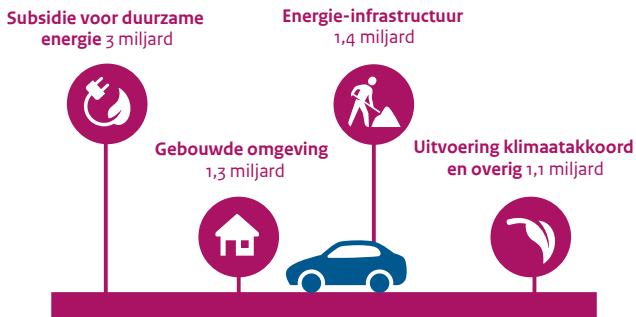 Subsidie voor duurzame
energie 3 miljard
Energie-infrastructuur
1,4 miljard
Gebouwde omgeving
1,3 miljard
Uitvoering klimaatakkoord
en overig 1,1 miljard